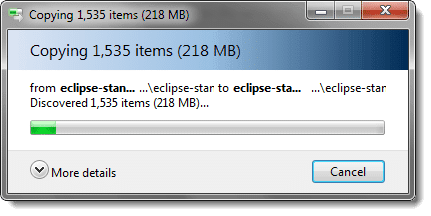 Copying 1,535 items (218 MB)
Copying 1,535 items (218 MB)
from eclipse-stan... ...\eclipse-star to eclipse-sta... ...\eclipse-star
Discovered 1,535 items (218 MB)...
More details
Cancel